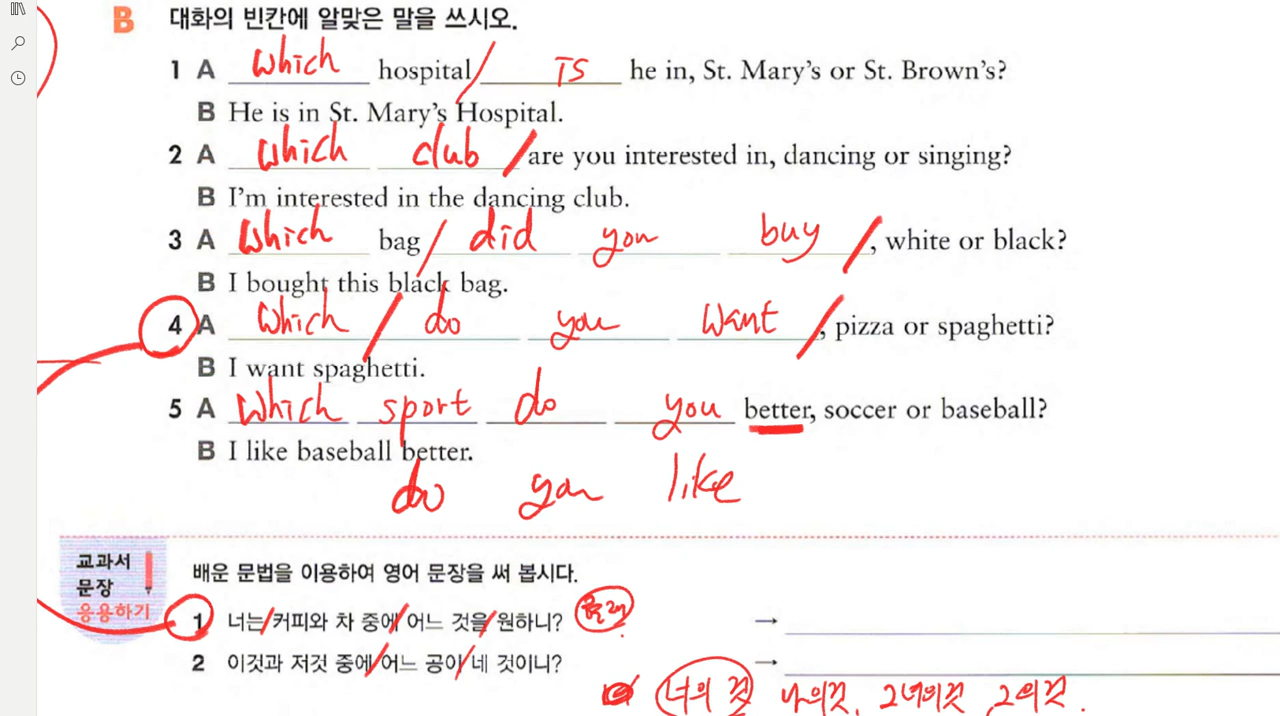 B 대화의 빈칸에 알맞은 말을 쓰시오.
1 A which hospital / is he in, St. Mary's or St. Brown's?
B He is in St. Mary's Hospital.
2 A which club / are you interested in, dancing or singing?
B I'm interested in the dancing club.
3 A which bag / did you buy /, white or black?
B I bought this black bag.
4 A which / do you want /, pizza or spaghetti?
B I want spaghetti.
5 A which sport do you better, soccer or baseball?
B I like baseball better.
do you like
교과서
문장
응용하기
배운 문법을 이용하여 영어 문장을 써 봅시다.
1 너는/커피와 차 중에/어느 것을/원하니? →
2 이것과 저것 중에/어느 공이/네 것이니? →
너의 것 나의것, 그녀의것, 그의것.